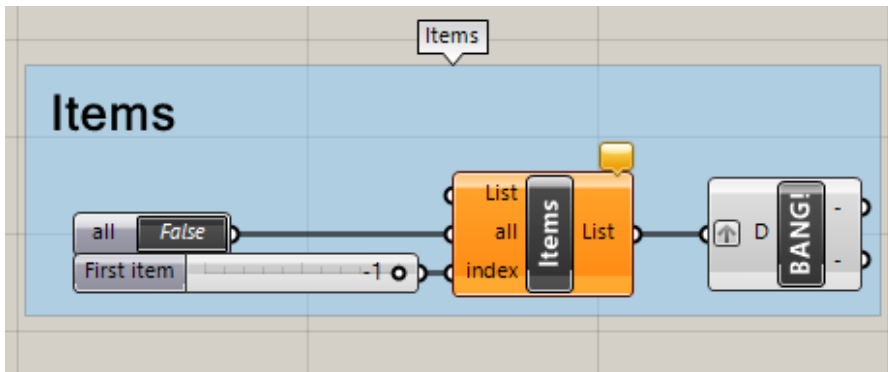 Items
Items
List
all False all Items List D BANG! -
First item -1 index -